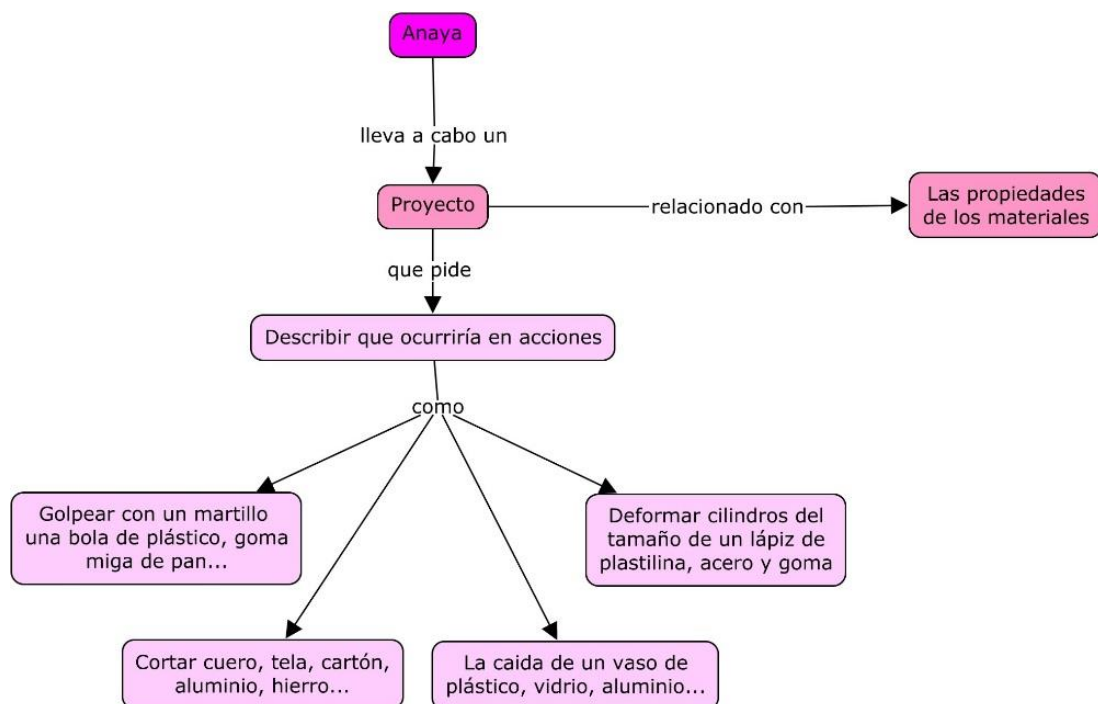 Anaya
lleva a cabo un
Proyecto
relacionado con
Las propiedades
de los materiales
que pide
Describir que ocurriría en acciones
como
Golpear con un martillo
una bola de plástico, goma
miga de pan...
Deformar cilindros del
tamaño de un lápiz de
plastilina, acero y goma
Cortar cuero, tela, cartón,
aluminio, hierro...
La caida de un vaso de
plástico, vidrio, aluminio...